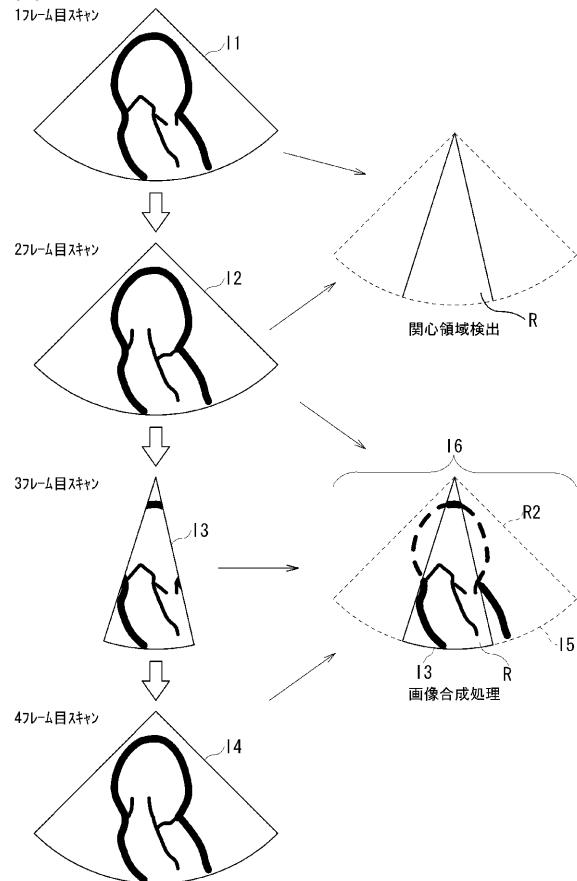 1フレーム目スキャン
I1
2フレーム目スキャン
I2
R
関心領域検出
I6
3フレーム目スキャン
R2
I3
I5
I3
R
画像合成処理
4フレーム目スキャン
I4